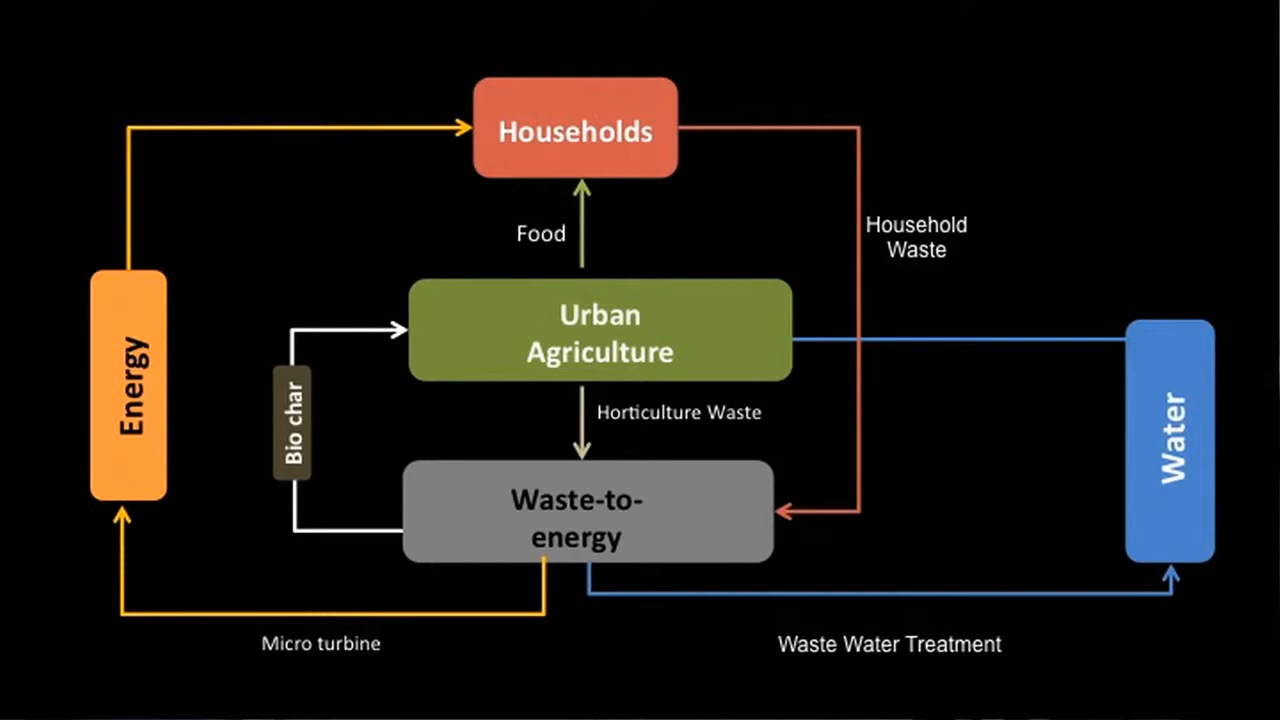 Households
Food
Household
Waste
Urban
Agriculture
Energy
Bio char
Horticulture Waste
Water
Waste-to-
energy
Micro turbine
Waste Water Treatment